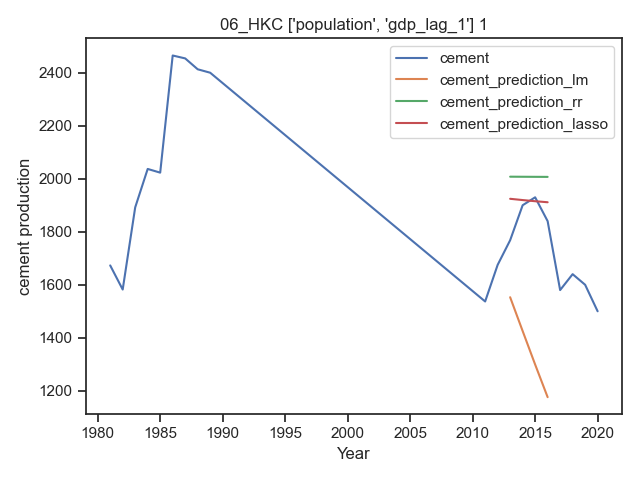 06_HKC ['population', 'gdp_lag_1'] 1
cement
cement_prediction_lm
cement_prediction_rr
cement_prediction_lasso
cement production
2400
2200
2000
1800
1600
1400
1200
1980 1985 1990 1995 2000 2005 2010 2015 2020
Year